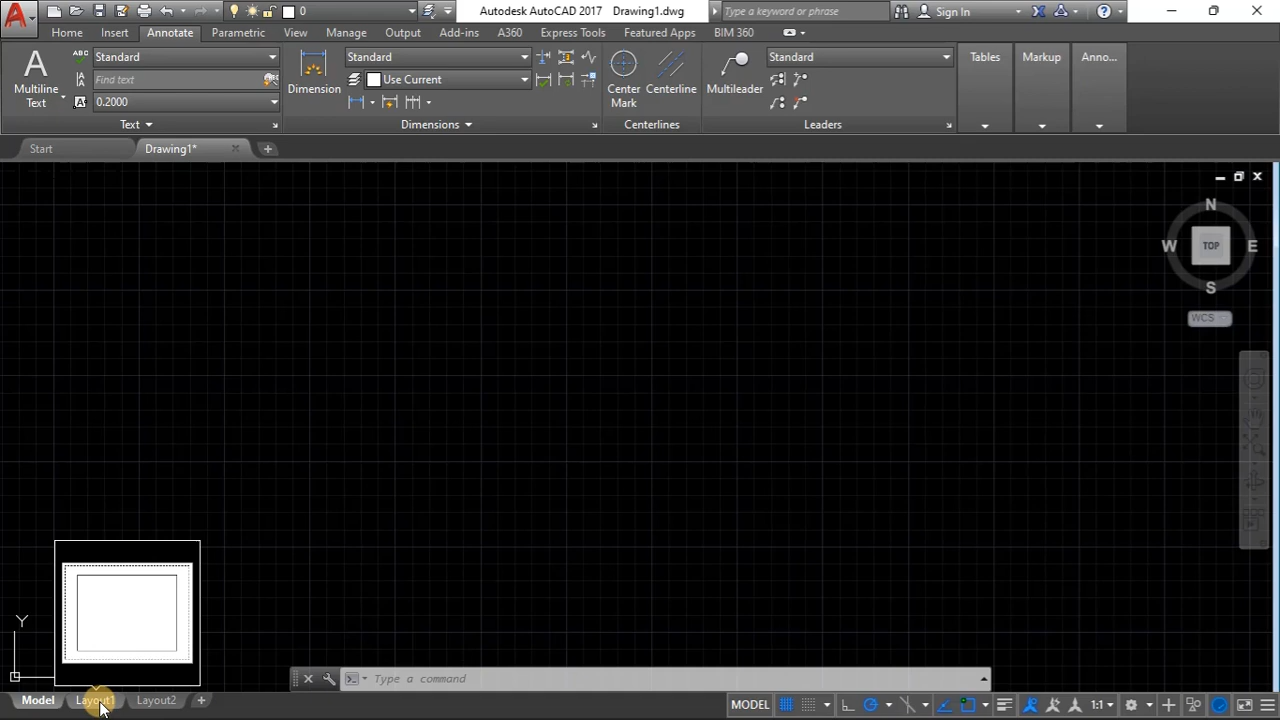 0
Autodesk AutoCAD 2017 Drawing1.dwg
Type a keyword or phrase
Sign In
Home Insert Annotate Parametric View Manage Output Add-ins A360 Express Tools Featured Apps BIM 360
Multiline
Text
ABC
Standard
Find text
0.2000
Text
Dimension
Standard
Use Current
Dimensions
Center
Mark
Centerline
Centerlines
Multileader
Standard
Leaders
Tables
Markup
Anno...
Start
Drawing1*
N
W TOP E
S
WCS
Y
Type a command
Model Layout1 Layout2
MODEL
1:1